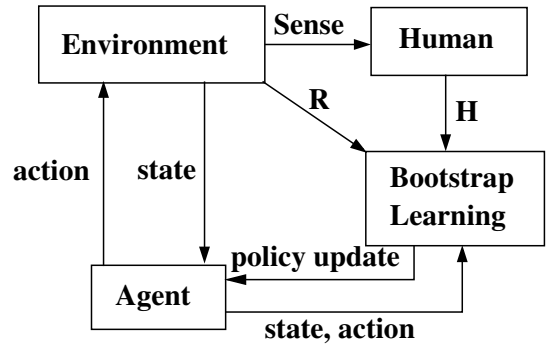 Environment
Sense
Human
R
H
action
state
Bootstrap
Learning
policy update
Agent
state, action